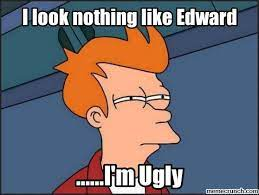 I look nothing like Edward
......I'm Ugly
memecrunch.com